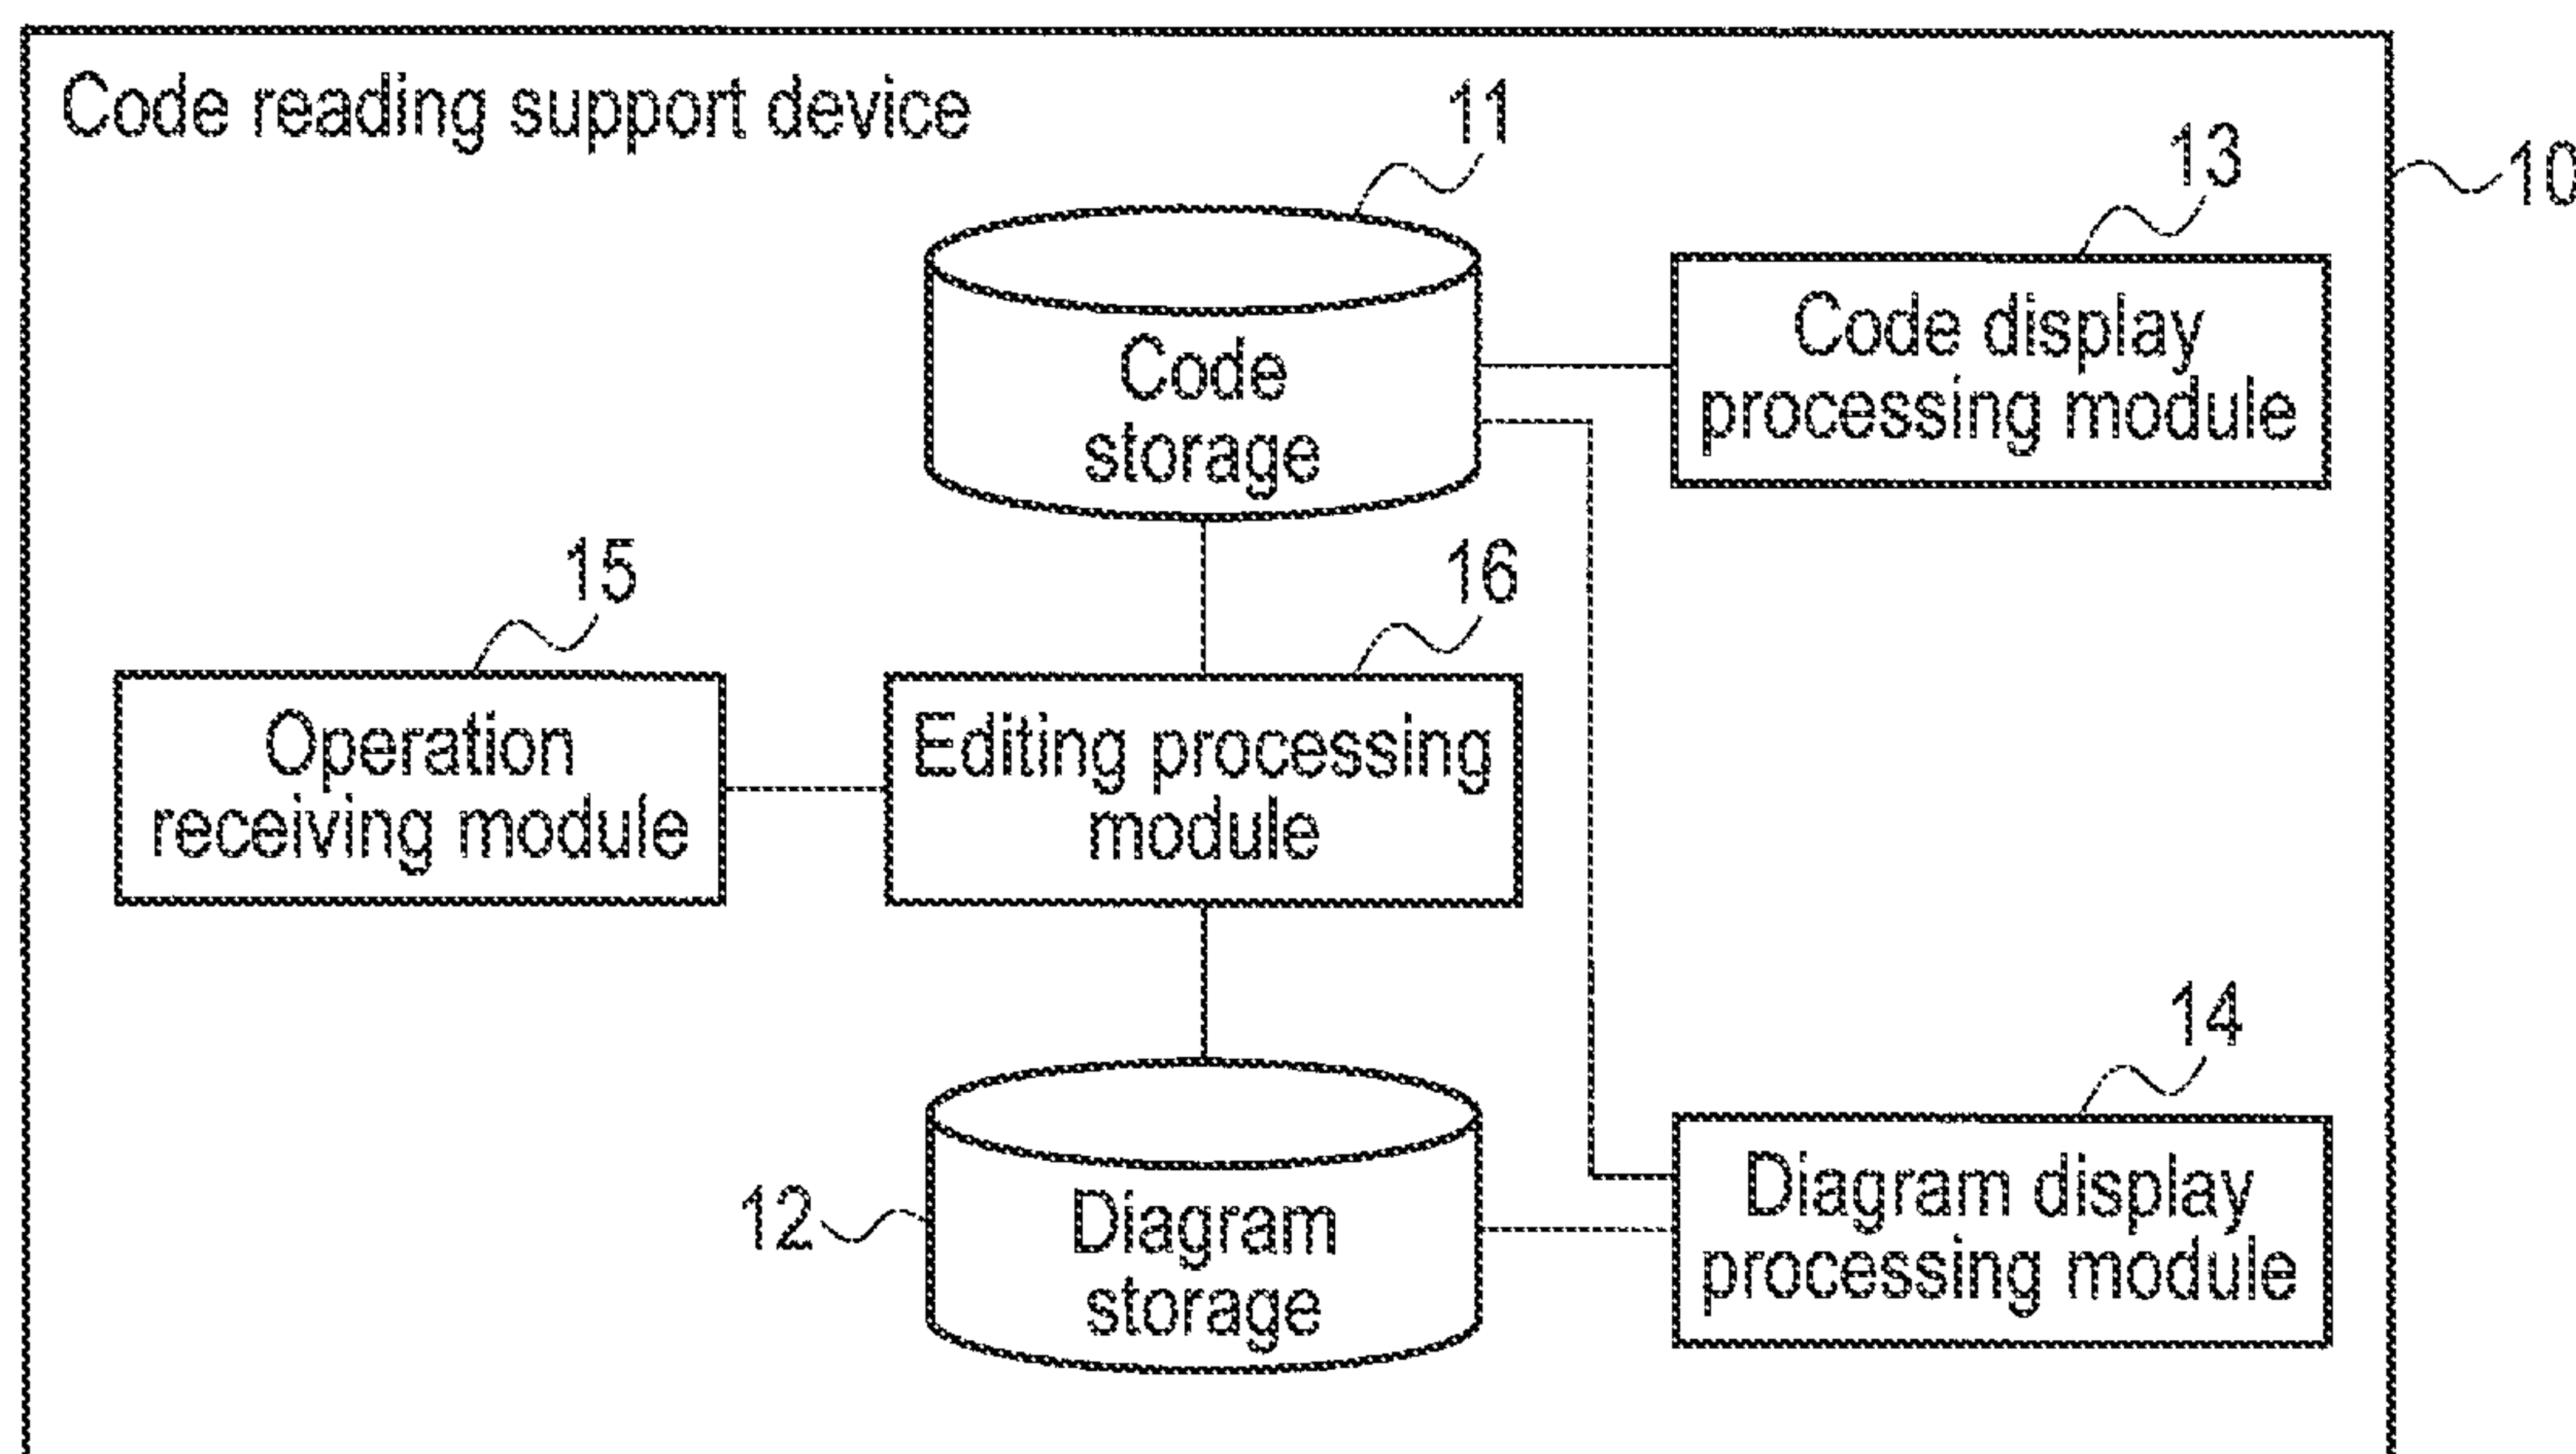 Code reading support device
11
13
10
Code
storage
Code display
processing module
15
16
Operation
receiving module
Editing processing
module
14
12
Diagram
storage
Diagram display
processing module